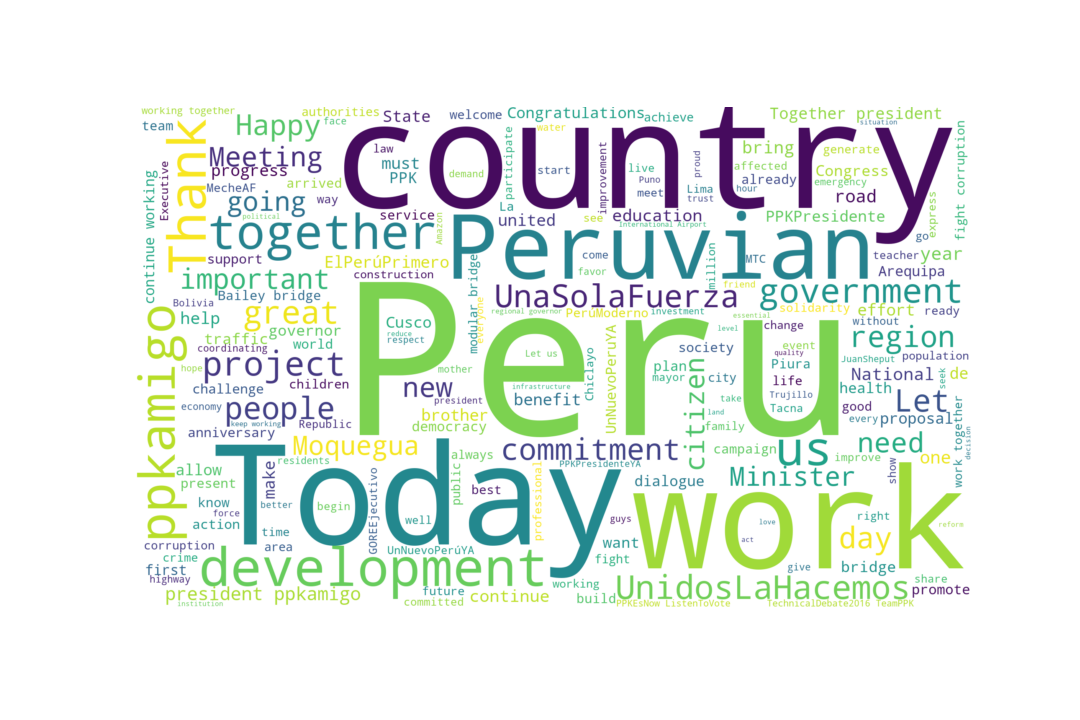 working together
authorities
State
welcome
Congratulations
achieve
Together president
situation
team
Happy
face
country
water
law
must
PPK
participate
start
improvement
live
Puno
meet
proud
Lima
trust
bring
affected
already
hour
generate
Congress
emergency
road
express
fight corruption
Thank
Meeting
progress
MecheAF
arrived
going
way
Executive
continue working
political
service
together
Amazon
La
united
see
education
International Airport
PPKPresidente
go
teacher
year
Peruvian
come
favor
million
MTC
Arequipa
support
ElPerúPrimero
construction
important
Bolivia
Bailey bridge
help
great
governor
traffic
world
coordinating
hope
modular bridge
everyone
UnaSolaFuerza
regional governor
PerúModerno
Investment
friend
essential
government
solidarity
effort
ready
without
region
level
change
event
society
quality
JuanSheput
population
Cusco
reduce
respect
Peru
Let us
Chiclayo
UnNuevoPeruYA
plan
mayor
city
Piura
life
National
de
health
seek
project
challenge
children
economy
mother
new
infrastructure
benefit
take
land
Trujillo
Tacna
good
every
Let
proposal
ppkamigo
people
keep working
Republic
president
brother
democracy
family
anniversary
Moquegua
commitment
citizen
campaign
us
need
work together
decision
allow
present
residents
Today
always
public
PPKPresidenteYA
professional
dialogue
Minister
improve
one
show
know
action
make
better
begin
GOREEjecutivo
best
well
guys
work
love
act
right
day
reform
force
time
area
corruption
crime
UnNuevoPerúYA
want
fight
bridge
first
highway
development
working
give
share
president ppkamigo
future
committed
continue
build
UnidosLaHacemos
promote
institution
PPKEsNow ListenToVote
TechnicalDebate2016 TeamPPK